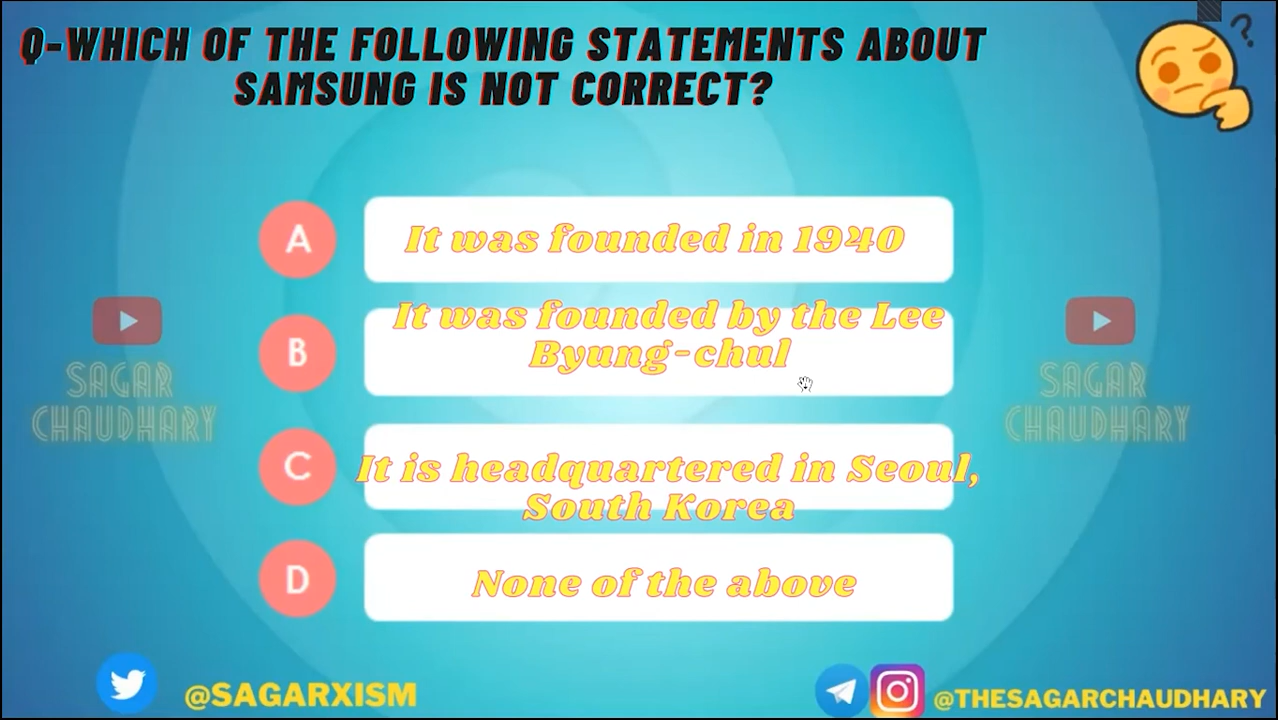 Q-WHICH OF THE FOLLOWING STATEMENTS ABOUT
SAMSUNG IS NOT CORRECT?
?
A
It was founded in 1940
B
It was founded by the Lee
Byung-chul
C
It is headquartered in Seoul,
South Korea
D
None of the above
SAGAR
CHAUDHARY
SAGAR
CHAUDHARY
@SAGARXISM
@THESAGARCHAUDHARY